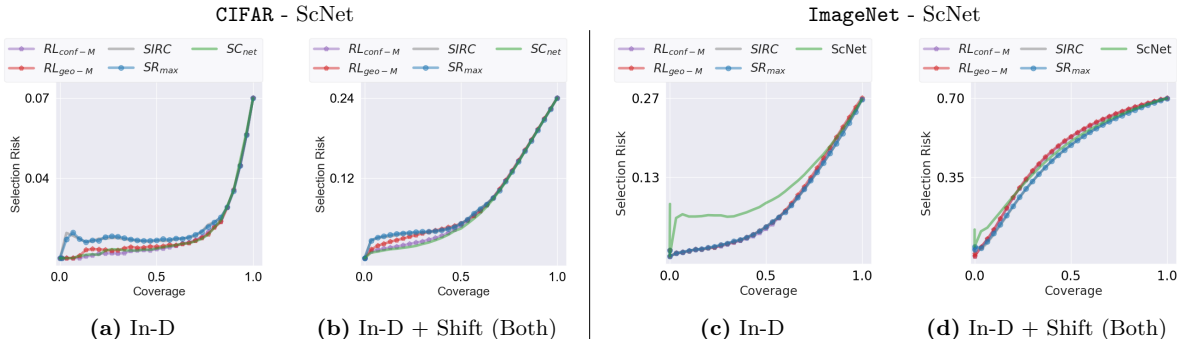 CIFAR - ScNet
ImageNet - ScNet
RL_conf-M SIRC SC_net
RL_geo-M SR_max
0.07
0.04
Selection Risk
0.0 0.5 1.0
Coverage
(a) In-D
RL_conf-M SIRC SC_net
RL_geo-M SR_max
0.24
0.12
Selection Risk
0.0 0.5 1.0
Coverage
(b) In-D + Shift (Both)
RL_conf-M SIRC ScNet
RL_geo-M SR_max
0.27
0.13
Selection Risk
0.0 0.5 1.0
Coverage
(c) In-D
RL_conf-M SIRC ScNet
RL_geo-M SR_max
0.70
0.35
Selection Risk
0.0 0.5 1.0
Coverage
(d) In-D + Shift (Both)